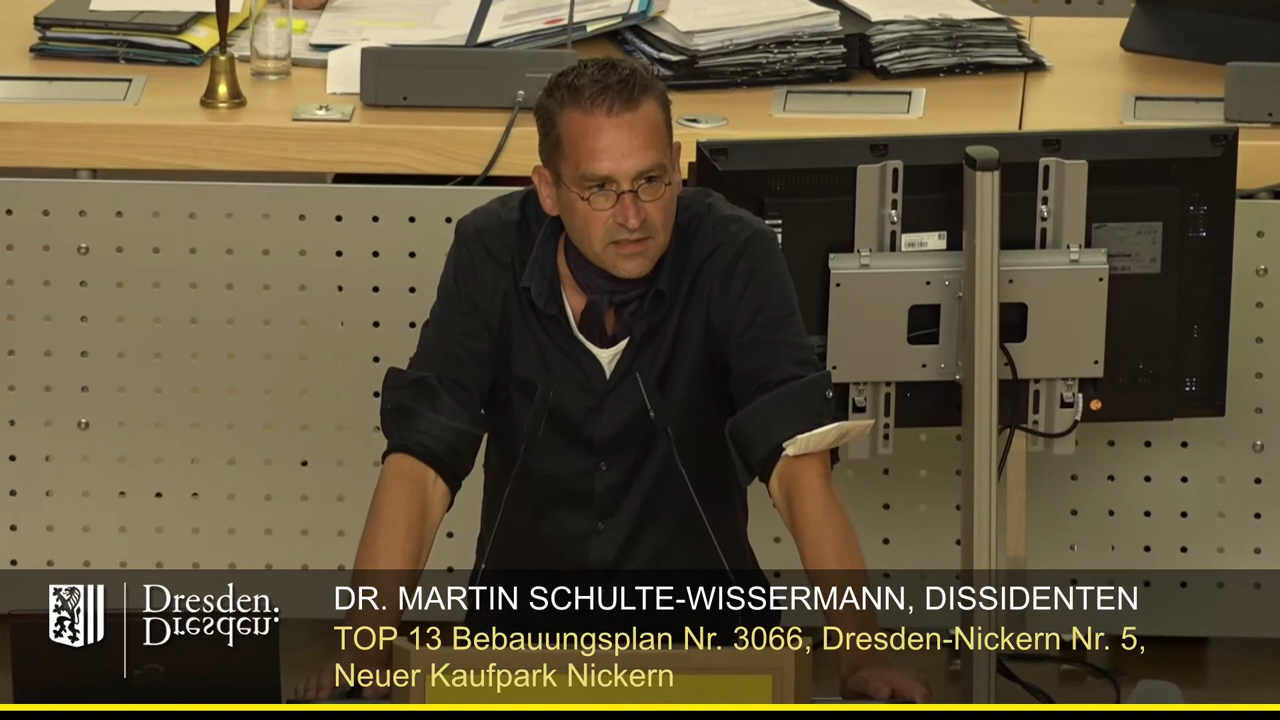 Dresden.
Dresden.
DR. MARTIN SCHULTE-WISSERMANN, DISSIDENTEN
TOP 13 Bebauungsplan Nr. 3066, Dresden-Nickern Nr. 5,
Neuer Kaufpark Nickern